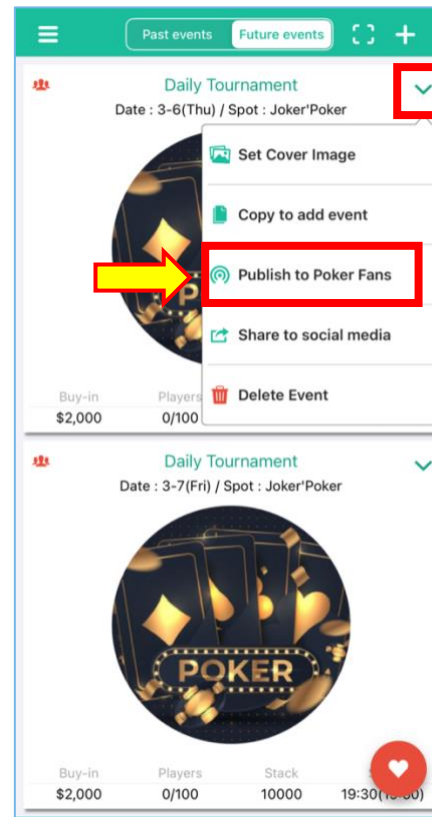 Past events Future events
Daily Tournament
Date : 3-6(Thu) / Spot : Joker'Poker
Set Cover Image
Copy to add event
Publish to Poker Fans
Share to social media
Delete Event
Buy-in Players
$2,000 0/100
Daily Tournament
Date : 3-7(Fri) / Spot : Joker'Poker
POKER
Buy-in Players Stack
$2,000 0/100 10000